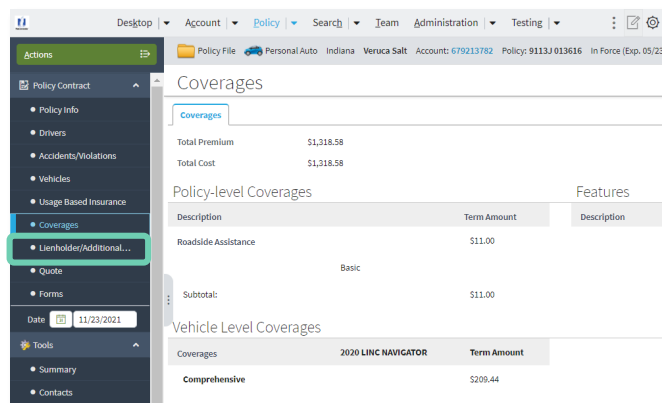 Desktop Account Policy Search Team Administration Testing
Actions
Policy File Personal Auto Indiana Veruca Salt Account: 679213782 Policy: 9113J 013616 In Force (Exp. 05/23
Policy Contract
Coverages
Policy Info
Coverages
Drivers
Total Premium $1,318.58
Accidents/Violations
Total Cost $1,318.58
Vehicles
Policy-level Coverages Features
Usage Based Insurance
Description Term Amount Description
Coverages
Lienholder/Additional...
Roadside Assistance $11.00
Quote
Basic
Forms
Subtotal: $11.00
Date 11/23/2021
Vehicle Level Coverages
Tools
Coverages 2020 LINC NAVIGATOR Term Amount
Summary
Comprehensive $209.44
Contacts